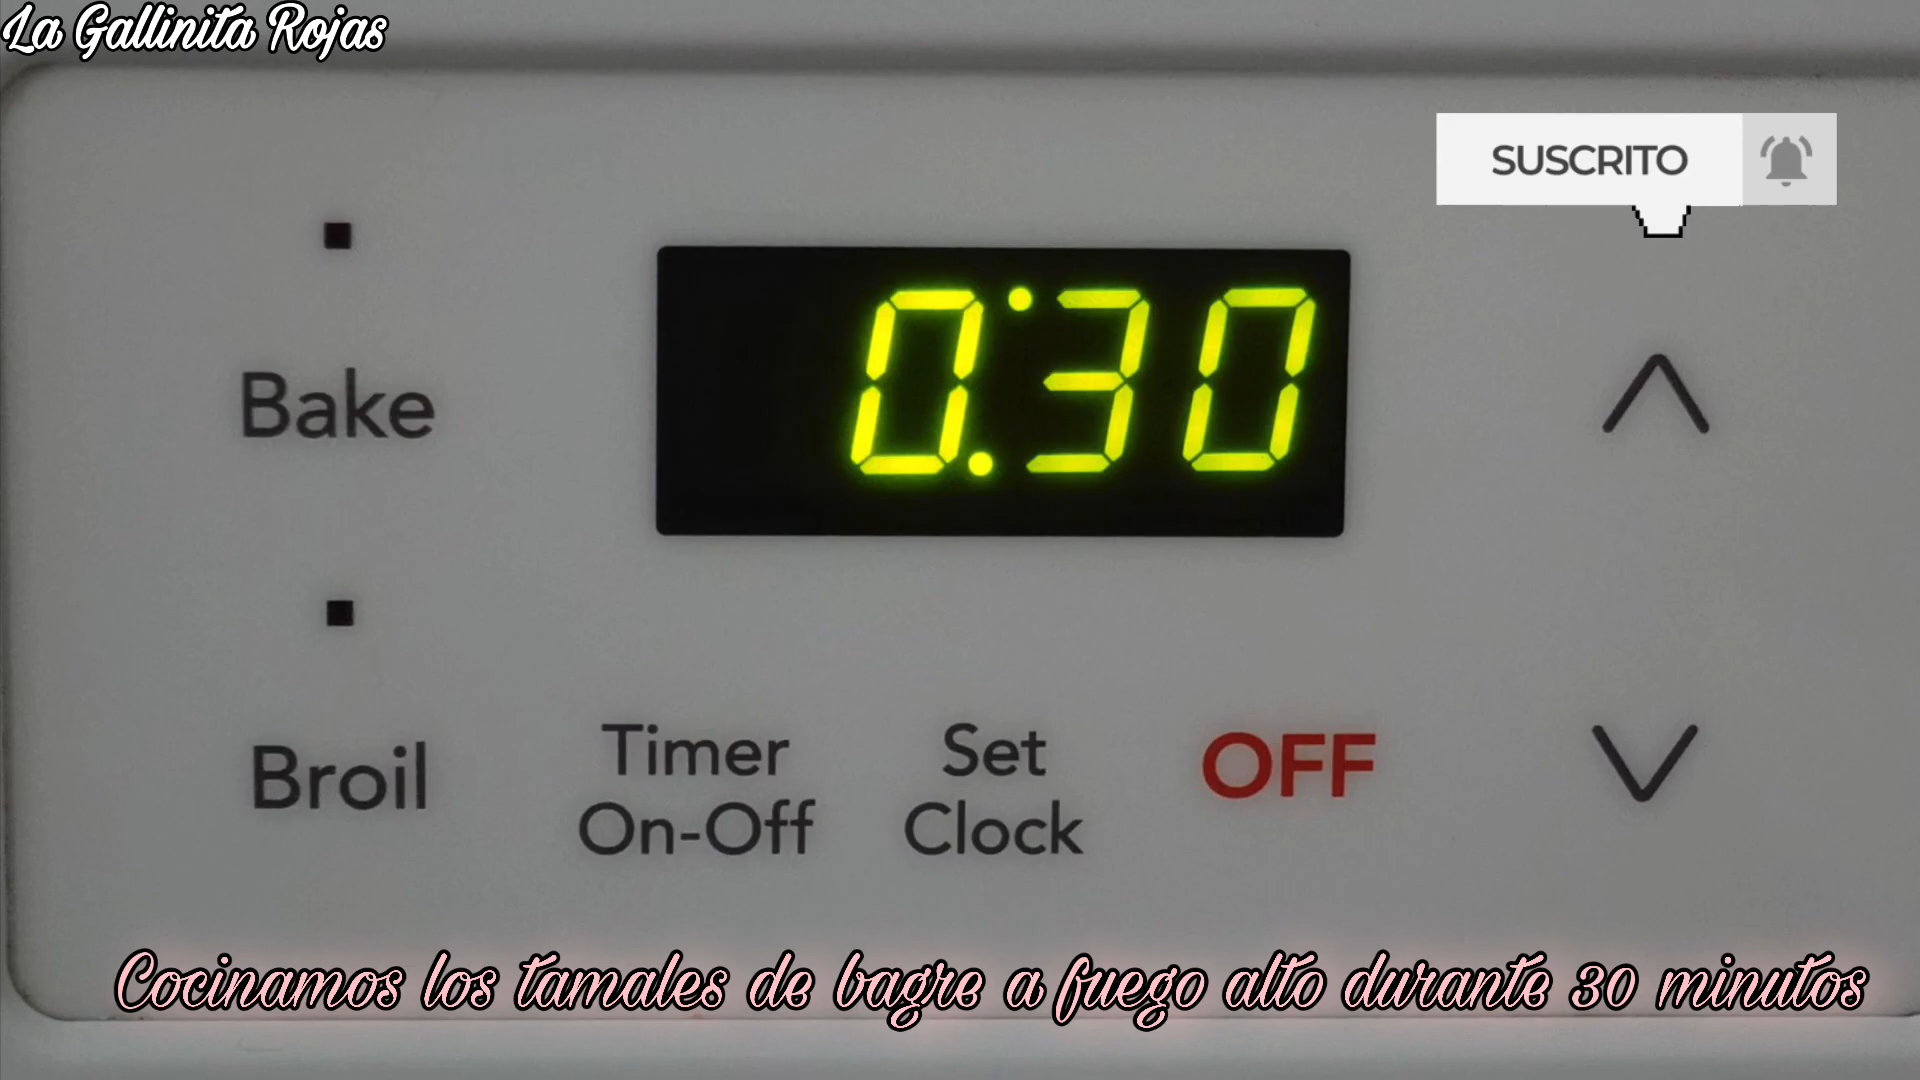 La Gallinita Rojas
SUSCRITO
0:30
Bake
Broil
Timer
On-Off
Set
Clock
OFF
Cocinamos los tamales de bagre a fuego alto durante 30 minutos